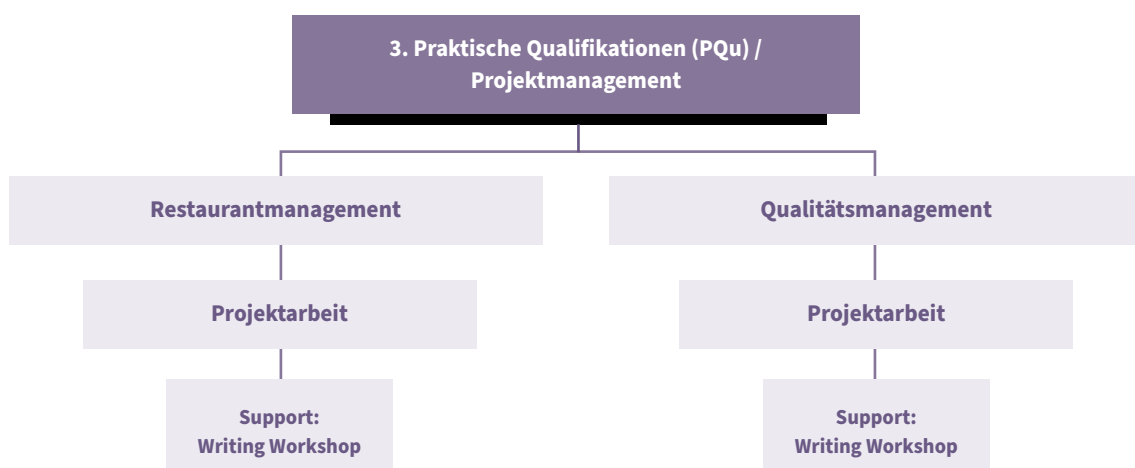 3. Praktische Qualifikationen (PQu) /
Projektmanagement
Restaurantmanagement
Qualitätsmanagement
Projektarbeit
Projektarbeit
Support:
Writing Workshop
Support:
Writing Workshop